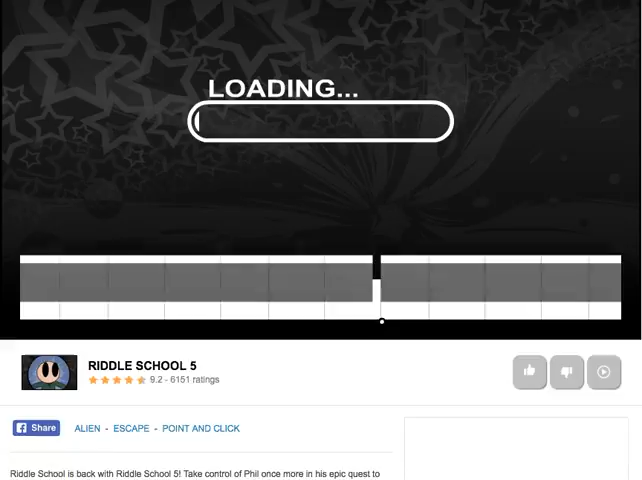 LOADING...
RIDDLE SCHOOL 5
9.2 - 6151 ratings
Share
ALIEN - ESCAPE - POINT AND CLICK
Riddle School is back with Riddle School 5! Take control of Phil once more in his epic quest to